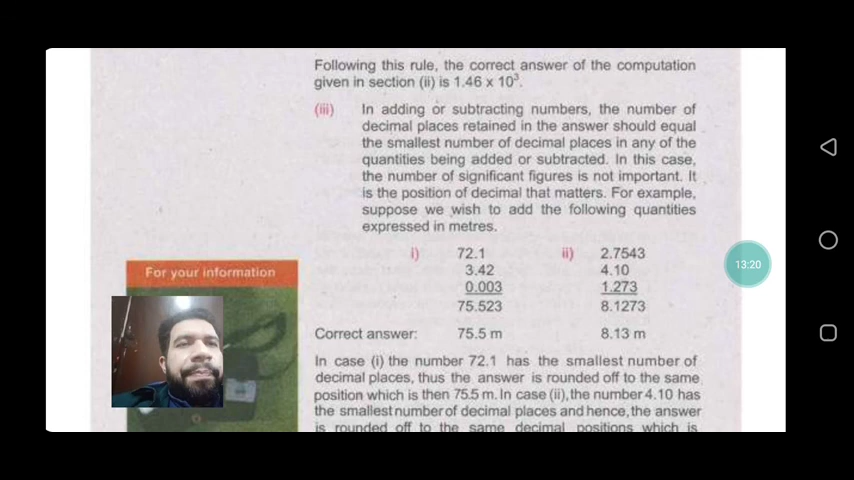 Following this rule, the correct answer of the computation
given in section (ii) is 1.46 x 10³.
(iii) In adding or subtracting numbers, the number of
decimal places retained in the answer should equal
the smallest number of decimal places in any of the
quantities being added or subtracted. In this case,
the number of significant figures is not important. It
is the position of decimal that matters. For example,
suppose we wish to add the following quantities
expressed in metres.
i) 72.1 ii) 2.7543
3.42 4.10
0.003 1.273
75.523 8.1273
Correct answer: 75.5 m 8.13 m
In case (i) the number 72.1 has the smallest number of
decimal places, thus the answer is rounded off to the same
position which is then 75.5 m. In case (ii), the number 4.10 has
the smallest number of decimal places and hence, the answer
is rounded off to the same decimal positions which is
For your information
13:20